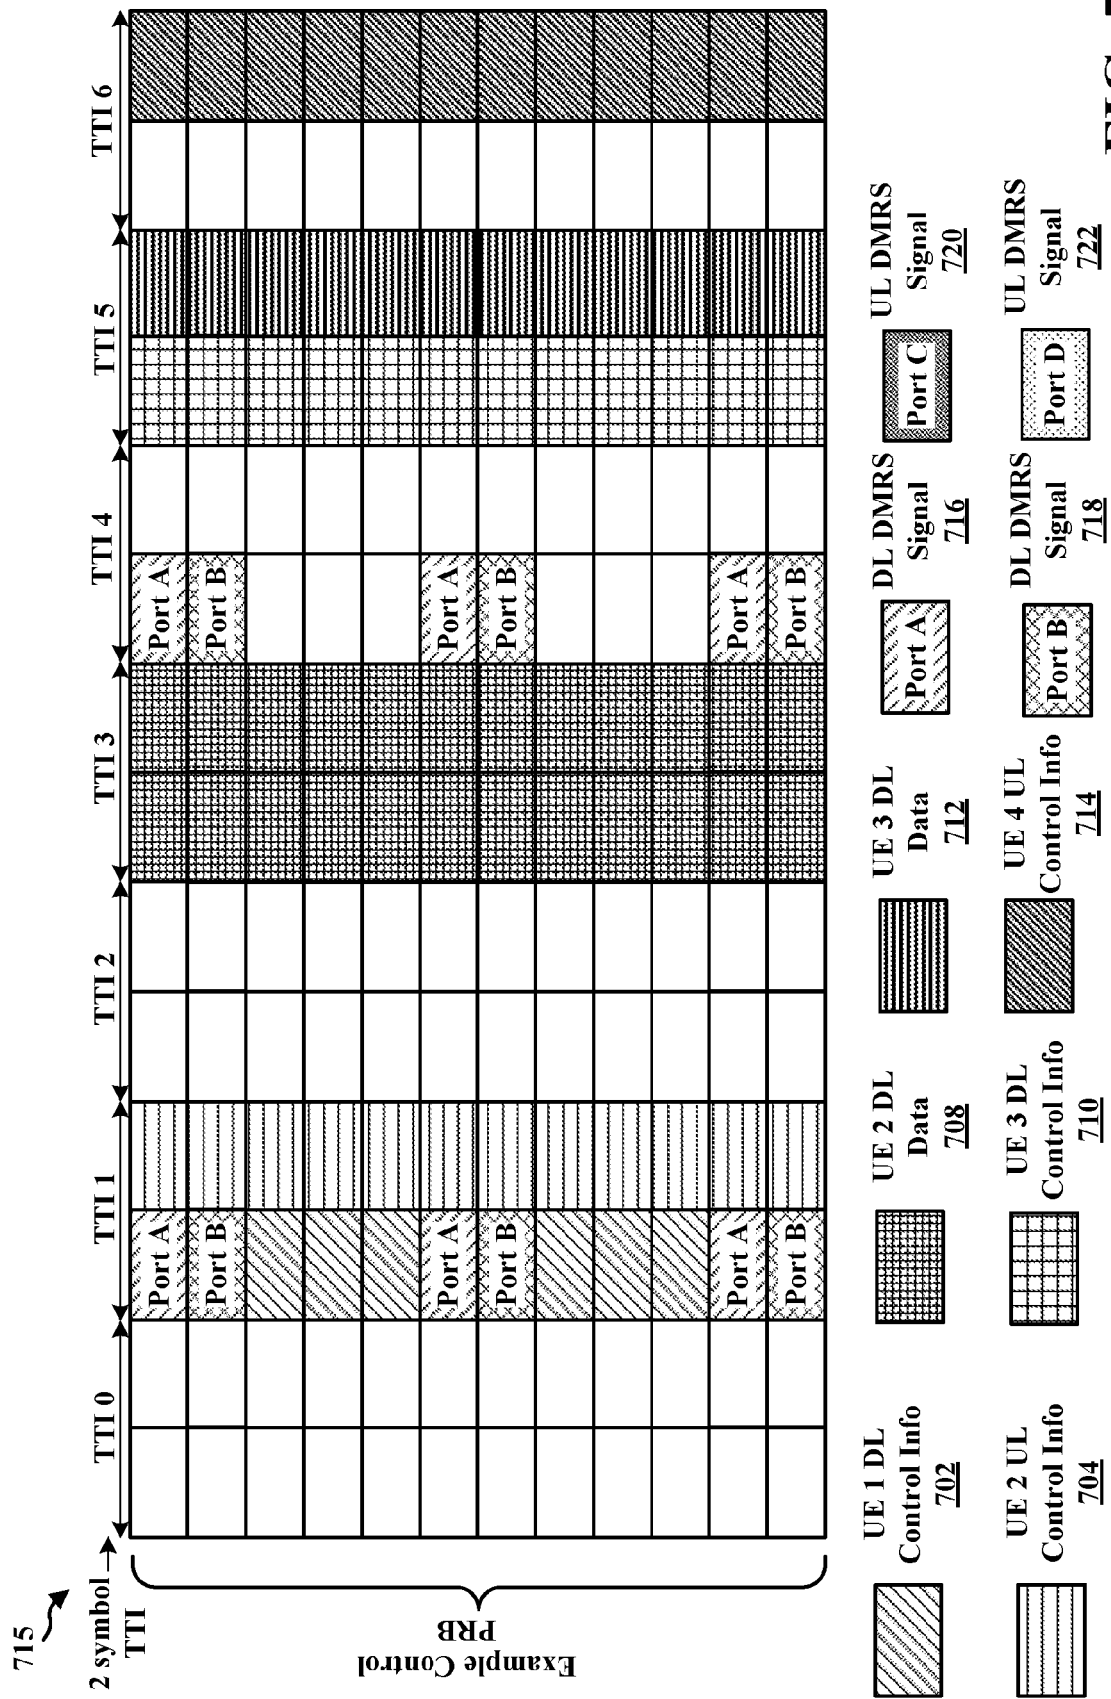 715
2 symbol
TTI
TTI 0
TTI 1
TTI 2
TTI 3
TTI 4
TTI 5
TTI 6
Example Control
PRB
Port A
Port B
Port A
Port B
Port A
Port B
Port A
Port B
Port A
Port B
Port A
Port B
UE 1 DL
Control Info
702
UE 2 DL
Data
708
UE 3 DL
Data
712
Port A
DL DMRS
Signal
716
Port C
UL DMRS
Signal
720
UE 2 UL
Control Info
704
UE 3 DL
Control Info
710
UE 4 UL
Control Info
714
Port B
DL DMRS
Signal
718
Port D
UL DMRS
Signal
722